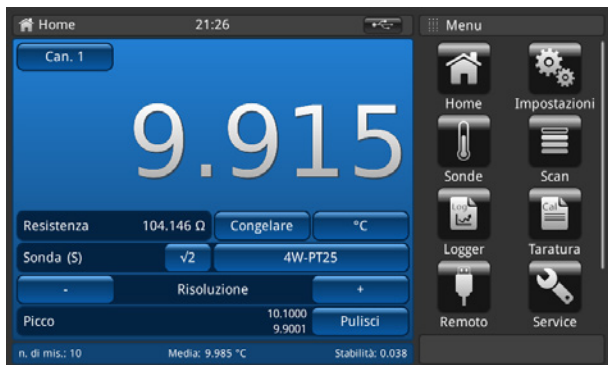 Home 21:26
Can. 1
9.915
Resistenza 104.146 Ω Congelare °C
Sonda (S) √2 4W-PT25
- Risoluzione +
Picco 10.1000 9.9001 Pulisci
n. di mis.: 10 Media: 9.985 °C Stabilità: 0.038
Menu
Home Impostazioni
Sonde Scan
Log Cal
Logger Taratura
Remoto Service